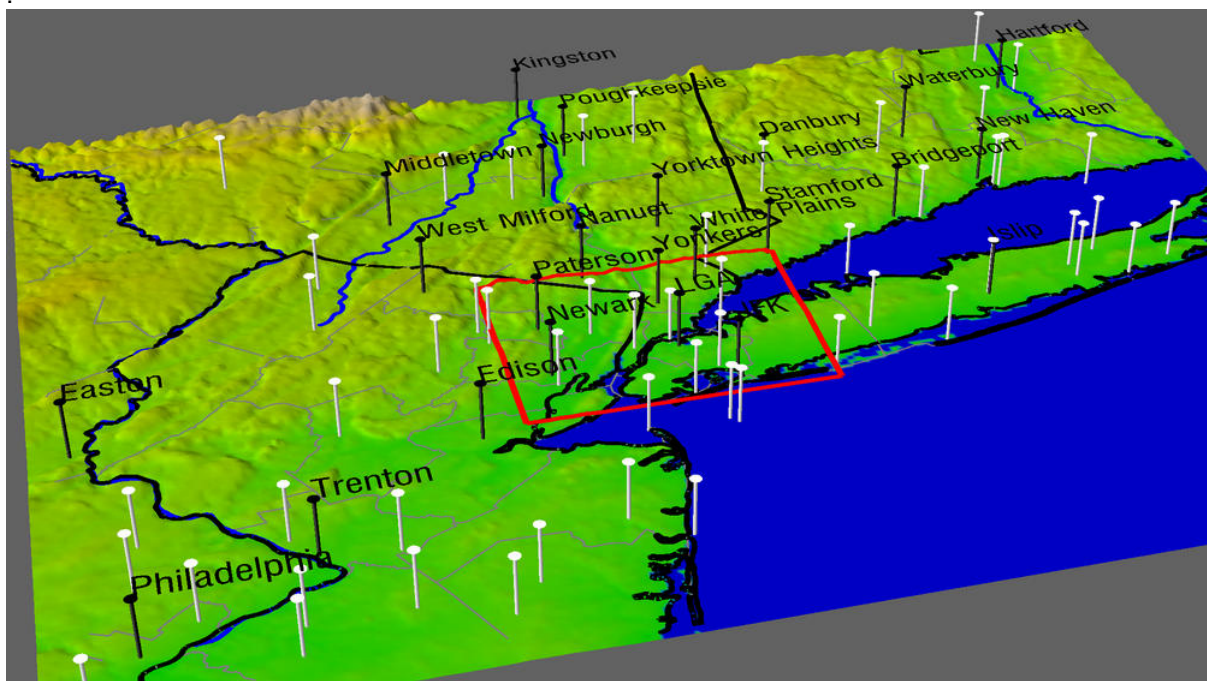 Hartford
Kingston
Waterbury
Poughkeepsie
New Haven
Newburgh
Danbury
Middletown
Yorktown Heights
Bridgeport
Stamford
West Milford
Nanuet
White Plains
Islip
Yonkers
Paterson
LGA
JFK
Newark
Edison
Easton
Trenton
Philadelphia